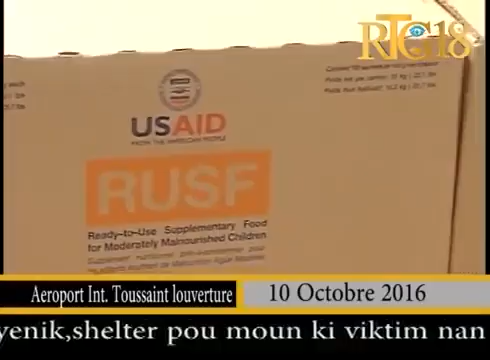 RTG18
USAID
FROM THE AMERICAN PEOPLE
RUSF
Ready-to-Use Supplementary Food
for Moderately Malnourished Children
Aeroport Int. Toussaint louverture
10 Octobre 2016
yenik,shelter pou moun ki viktim nan